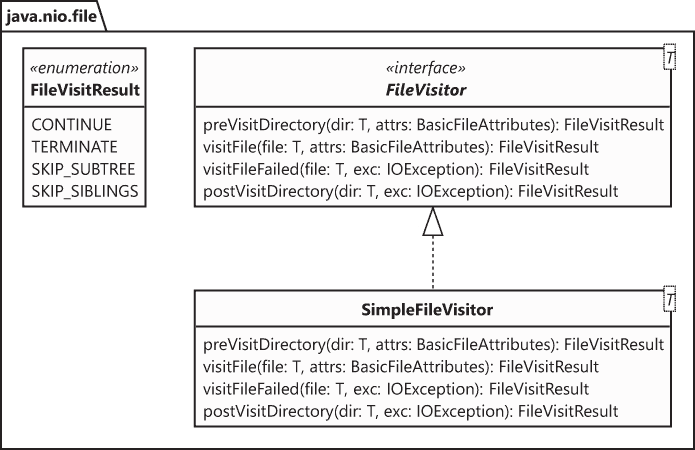 java.nio.file
«enumeration»
FileVisitResult
CONTINUE
TERMINATE
SKIP_SUBTREE
SKIP_SIBLINGS
T
«interface»
FileVisitor
preVisitDirectory(dir: T, attrs: BasicFileAttributes): FileVisitResult
visitFile(file: T, attrs: BasicFileAttributes): FileVisitResult
visitFileFailed(file: T, exc: IOException): FileVisitResult
postVisitDirectory(dir: T, exc: IOException): FileVisitResult
T
SimpleFileVisitor
preVisitDirectory(dir: T, attrs: BasicFileAttributes): FileVisitResult
visitFile(file: T, attrs: BasicFileAttributes): FileVisitResult
visitFileFailed(file: T, exc: IOException): FileVisitResult
postVisitDirectory(dir: T, exc: IOException): FileVisitResult